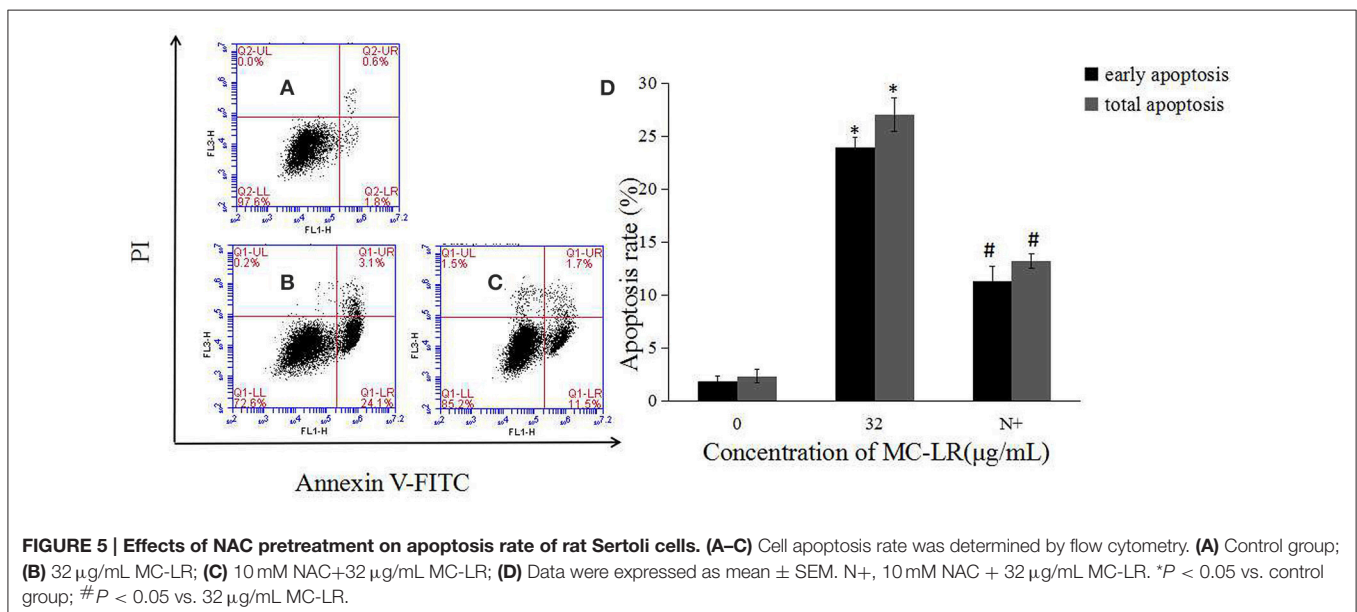 PI
Q2-UL
0.0%
Q2-UR
0.6%
A
Q2-LL
97.6%
Q2-LR
1.8%
FL3-H
FL1-H
Q1-UL
0.2%
Q1-UR
3.1%
B
Q1-LL
72.6%
Q1-LR
24.1%
FL3-H
FL1-H
Q1-UL
1.5%
Q1-UR
1.7%
C
Q1-LL
85.2%
Q1-LR
11.5%
FL3-H
FL1-H
Annexin V-FITC
D
Apoptosis rate (%)
30
25
20
15
10
5
0
* *
# #
0 32 N+
Concentration of MC-LR(μg/mL)
early apoptosis
total apoptosis
FIGURE 5 | Effects of NAC pretreatment on apoptosis rate of rat Sertoli cells. (A–C) Cell apoptosis rate was determined by flow cytometry. (A) Control group;
(B) 32 μg/mL MC-LR; (C) 10 mM NAC+32 μg/mL MC-LR; (D) Data were expressed as mean ± SEM. N+, 10 mM NAC + 32 μg/mL MC-LR. *P < 0.05 vs. control
group; #P < 0.05 vs. 32 μg/mL MC-LR.